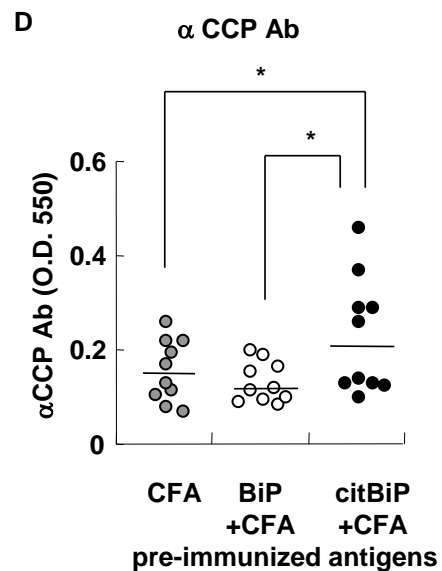 D
α CCP Ab
*
*
0.6
0.4
0.2
0
αCCP Ab (O.D. 550)
CFA BiP citBiP
+CFA +CFA
pre-immunized antigens